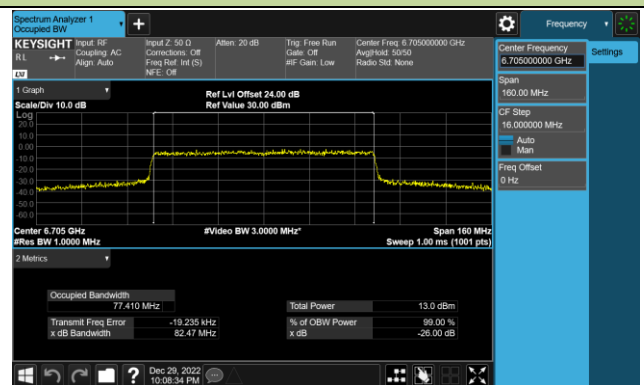 Spectrum Analyzer 1
Occupied BW
Frequency
KEYSIGHT
Input: RF
Input Z: 50 Ω
Atten: 20 dB
Trig: Free Run
Center Freq: 6.705000000 GHz
R L
Coupling: AC
Corrections: Off
Gate: Off
Avg|Hold: 50/50
Align: Auto
Freq Ref: Int (S)
#IF Gain: Low
Radio Std: None
NFE: Off
LXI
1 Graph
Ref Lvl Offset 24.00 dB
Scale/Div 10.0 dB
Ref Value 30.00 dBm
Log
20.0
10.0
0.00
-10.0
-20.0
-30.0
-40.0
-50.0
-60.0
Center 6.705 GHz
#Video BW 3.0000 MHz*
Span 160 MHz
#Res BW 1.0000 MHz
Sweep 1.00 ms (1001 pts)
2 Metrics
Occupied Bandwidth
77.410 MHz
Total Power
13.0 dBm
Transmit Freq Error
-19.235 kHz
% of OBW Power
99.00 %
x dB Bandwidth
82.47 MHz
x dB
-26.00 dB
Center Frequency
6.705000000 GHz
Settings
Span
160.00 MHz
CF Step
16.000000 MHz
Auto
Man
Freq Offset
0 Hz
?
Dec 29, 2022
10:08:34 PM